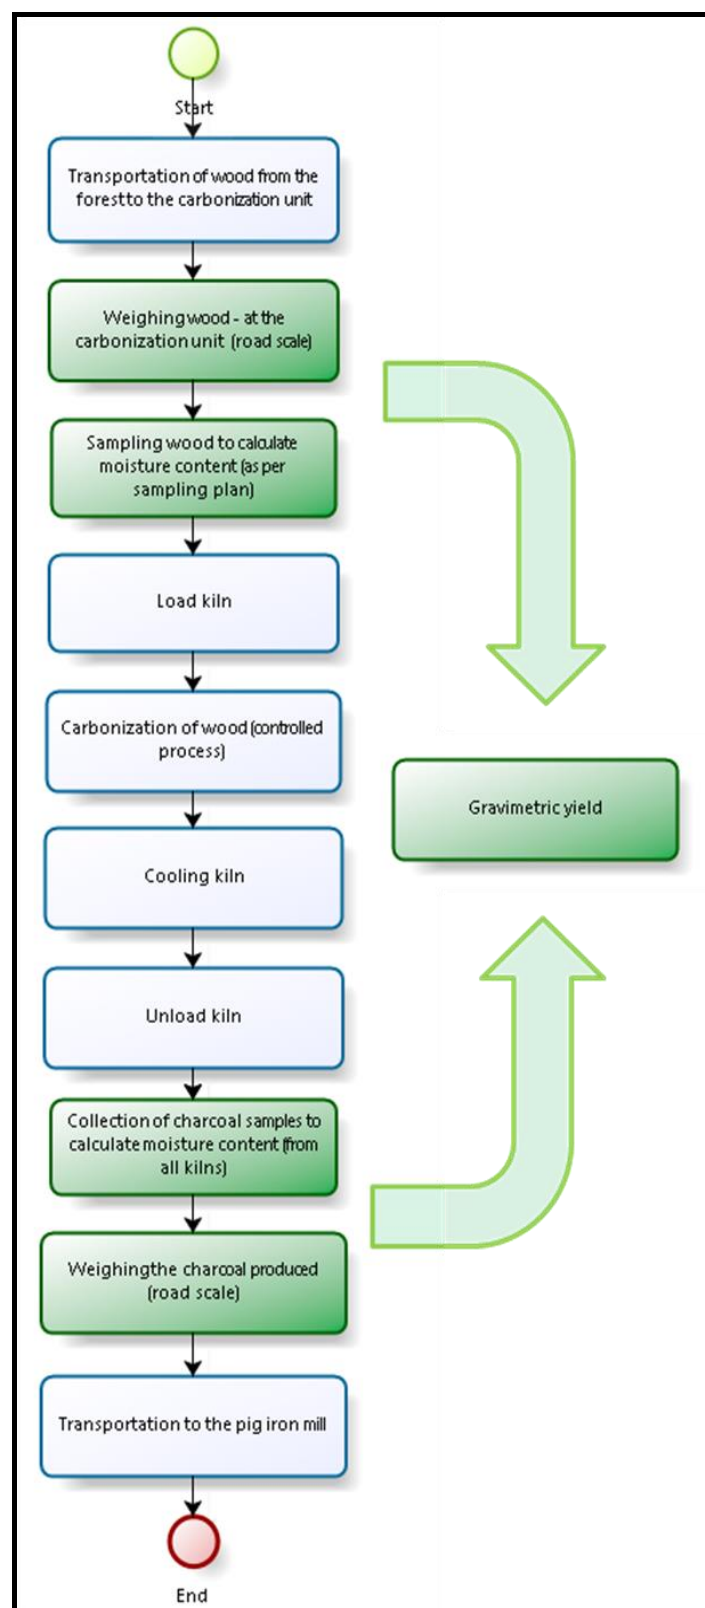 Start
Transportation of wood from the
forest to the carbonization unit
Weighing wood - at the
carbonization unit (road scale)
Sampling wood to calculate
moisture content (as per
sampling plan)
Load kiln
Carbonization of wood (controlled
process)
Gravimetric yield
Cooling kiln
Unload kiln
Collection of charcoal samples to
calculate moisture content (from
all kilns)
Weighing the charcoal produced
(road scale)
Transportation to the pig iron mill
End